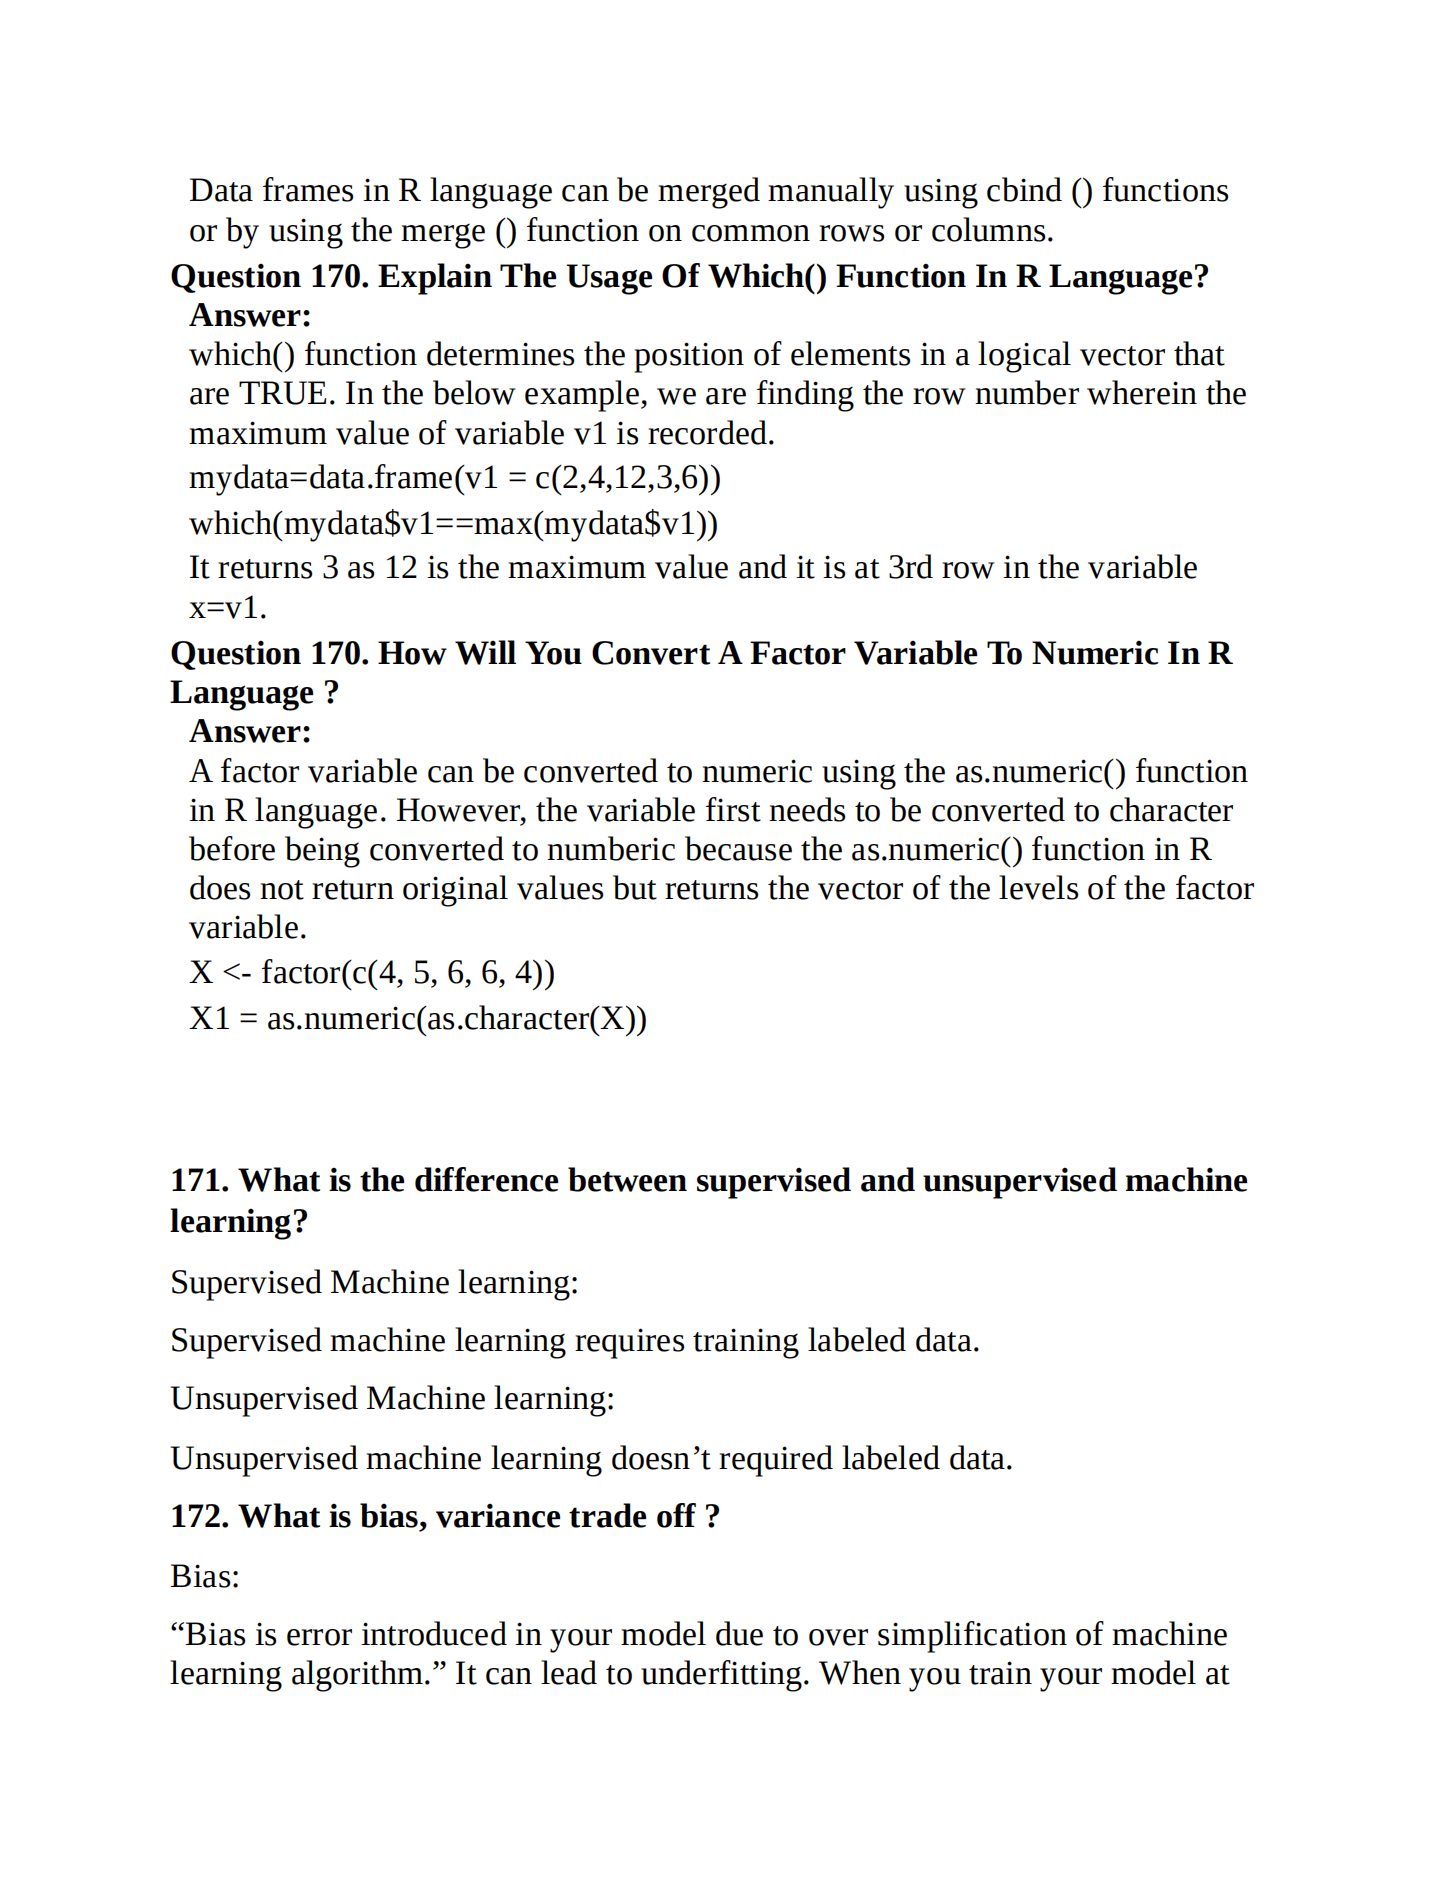 Data frames in R language can be merged manually using cbind () functions
or by using the merge () function on common rows or columns.
Question 170. Explain The Usage Of Which() Function In R Language?
Answer:
which() function determines the position of elements in a logical vector that
are TRUE. In the below example, we are finding the row number wherein the
maximum value of variable v1 is recorded.
mydata=data.frame(v1 = c(2,4,12,3,6))
which(mydata$v1==max(mydata$v1))
It returns 3 as 12 is the maximum value and it is at 3rd row in the variable
x=v1.
Question 170. How Will You Convert A Factor Variable To Numeric In R
Language ?
Answer:
A factor variable can be converted to numeric using the as.numeric() function
in R language. However, the variable first needs to be converted to character
before being converted to numberic because the as.numeric() function in R
does not return original values but returns the vector of the levels of the factor
variable.
X <- factor(c(4, 5, 6, 6, 4))
X1 = as.numeric(as.character(X))
171. What is the difference between supervised and unsupervised machine
learning?
Supervised Machine learning:
Supervised machine learning requires training labeled data.
Unsupervised Machine learning:
Unsupervised machine learning doesn’t required labeled data.
172. What is bias, variance trade off ?
Bias:
“Bias is error introduced in your model due to over simplification of machine
learning algorithm.” It can lead to underfitting. When you train your model at